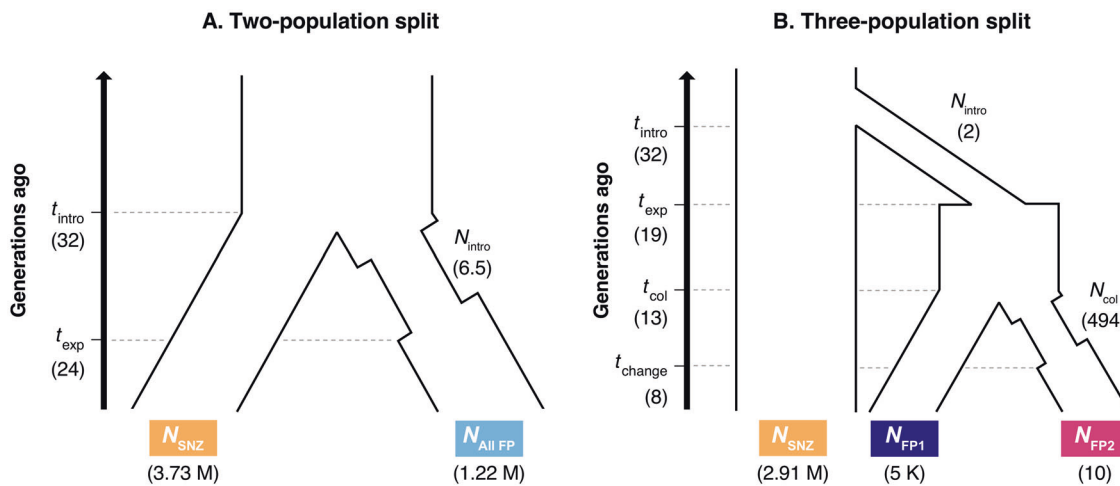 A. Two-population split
Generations ago
t_intro
(32)
t_exp
(24)
N_intro
(6.5)
N_SNZ
(3.73 M)
N_All FP
(1.22 M)
B. Three-population split
Generations ago
t_intro
(32)
t_exp
(19)
t_col
(13)
t_change
(8)
N_intro
(2)
N_col
(494
N_SNZ
(2.91 M)
N_FP1
(5 K)
N_FP2
(10)